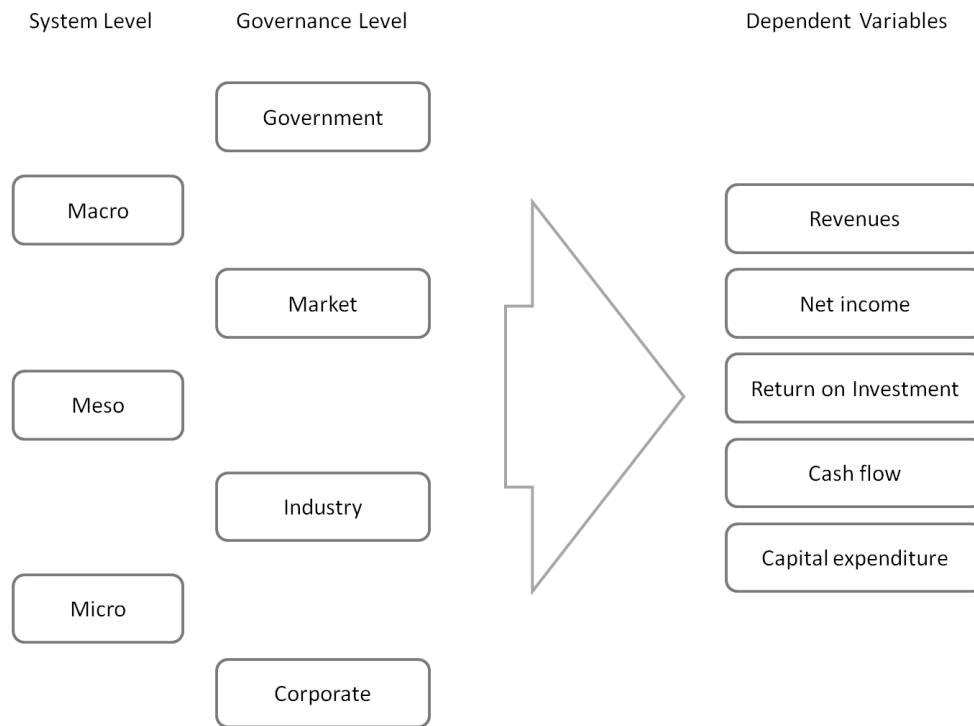 System Level
Governance Level
Dependent Variables
Government
Macro
Revenues
Market
Net income
Meso
Return on Investment
Cash flow
Industry
Capital expenditure
Micro
Corporate